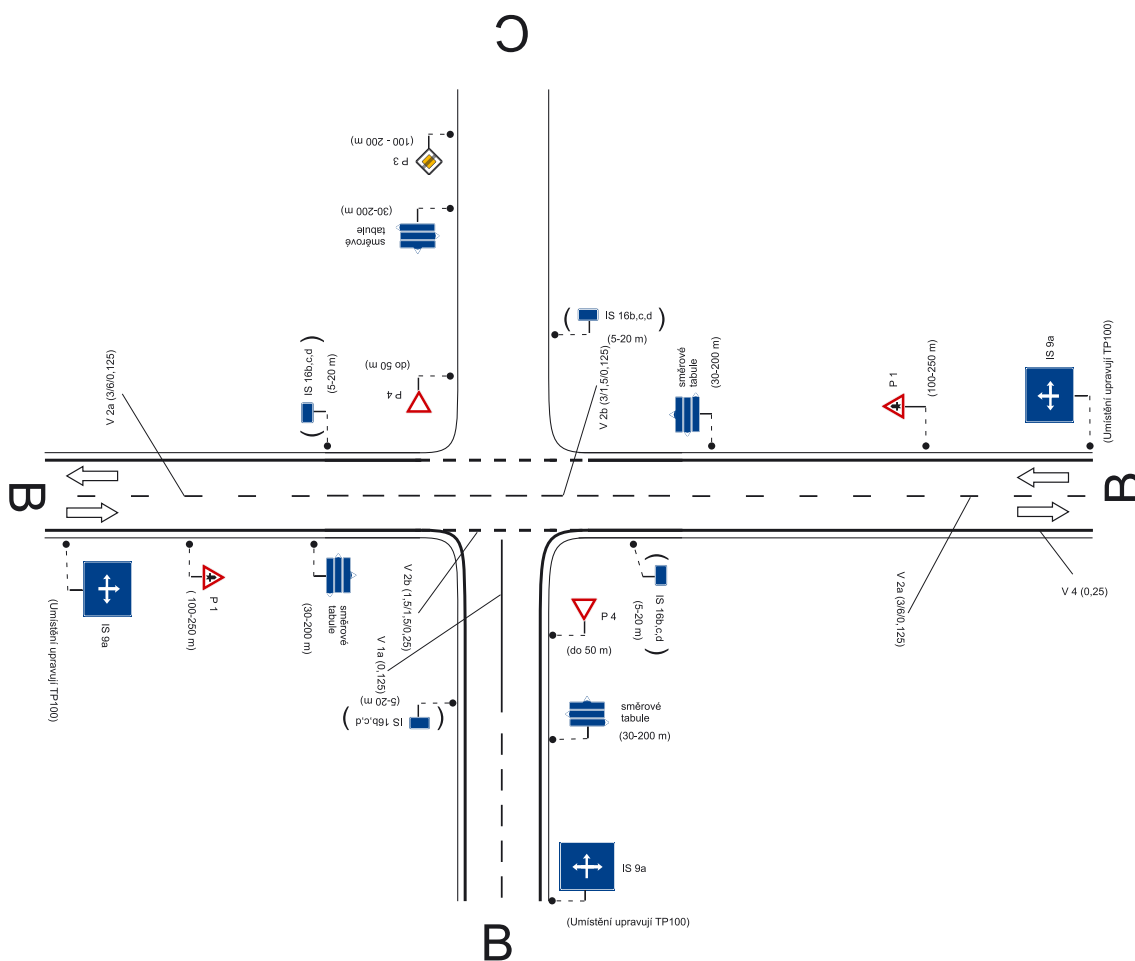 C
(100 - 200 m)
P 3
(30-200 m)
směrové
tabule
(do 50 m)
P 4
IS 16b,c,d
(5-20 m)
V 2b (3/1,5/0,125)
V 2a (3/6/0,125)
( IS 16b,c,d )
(5-20 m)
směrové
tabule
(30-200 m)
P 1
(100-250 m)
IS 9a
(Umístění upravují TP100)
B
B
(Umístění upravují TP100)
IS 9a
( 100-250 m)
P 1
(30-200 m)
směrové
tabule
V 2b (1,5/1,5/0,25)
V 1a (0,125)
(5-20 m)
IS 16b,c,d
P 4
(do 50 m)
(5-20 m)
( IS 16b,c,d )
V 2a (3/6/0,125)
V 4 (0,25)
směrové
tabule
(30-200 m)
IS 9a
(Umístění upravují TP100)
B